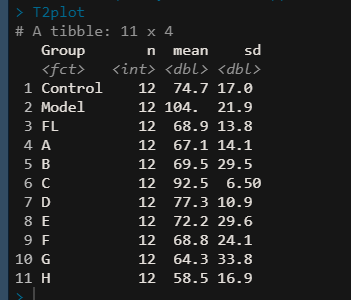 > T2plot
# A tibble: 11 x 4
Group n mean sd
<fct> <int> <dbl> <dbl>
1 Control 12 74.7 17.0
2 Model 12 104. 21.9
3 FL 12 68.9 13.8
4 A 12 67.1 14.1
5 B 12 69.5 29.5
6 C 12 92.5 6.50
7 D 12 77.3 10.9
8 E 12 72.2 29.6
9 F 12 68.8 24.1
10 G 12 64.3 33.8
11 H 12 58.5 16.9
>